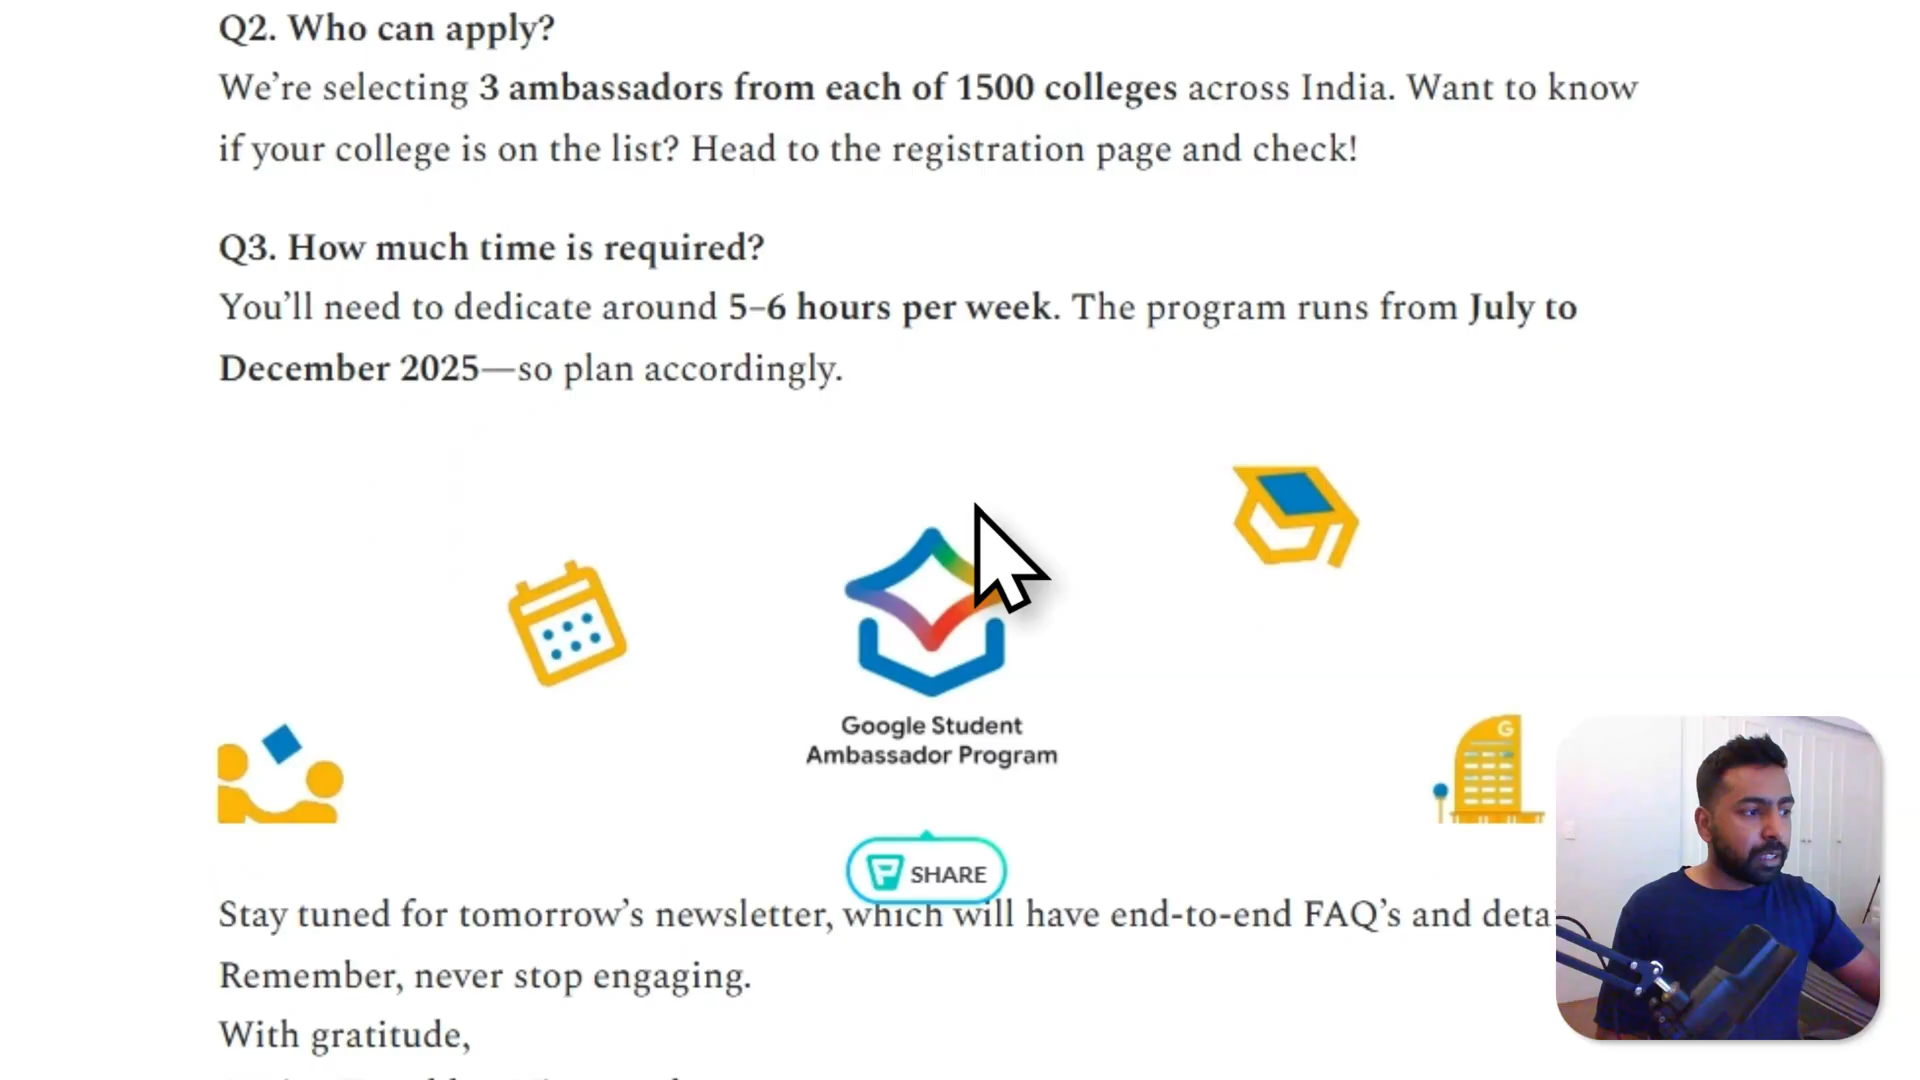 Q2. Who can apply?
We’re selecting 3 ambassadors from each of 1500 colleges across India. Want to know
if your college is on the list? Head to the registration page and check!
Q3. How much time is required?
You’ll need to dedicate around 5–6 hours per week. The program runs from July to
December 2025—so plan accordingly.
Google Student
Ambassador Program
G
SHARE
Stay tuned for tomorrow’s newsletter, which will have end-to-end FAQ’s and
Remember, never stop engaging.
With gratitude,